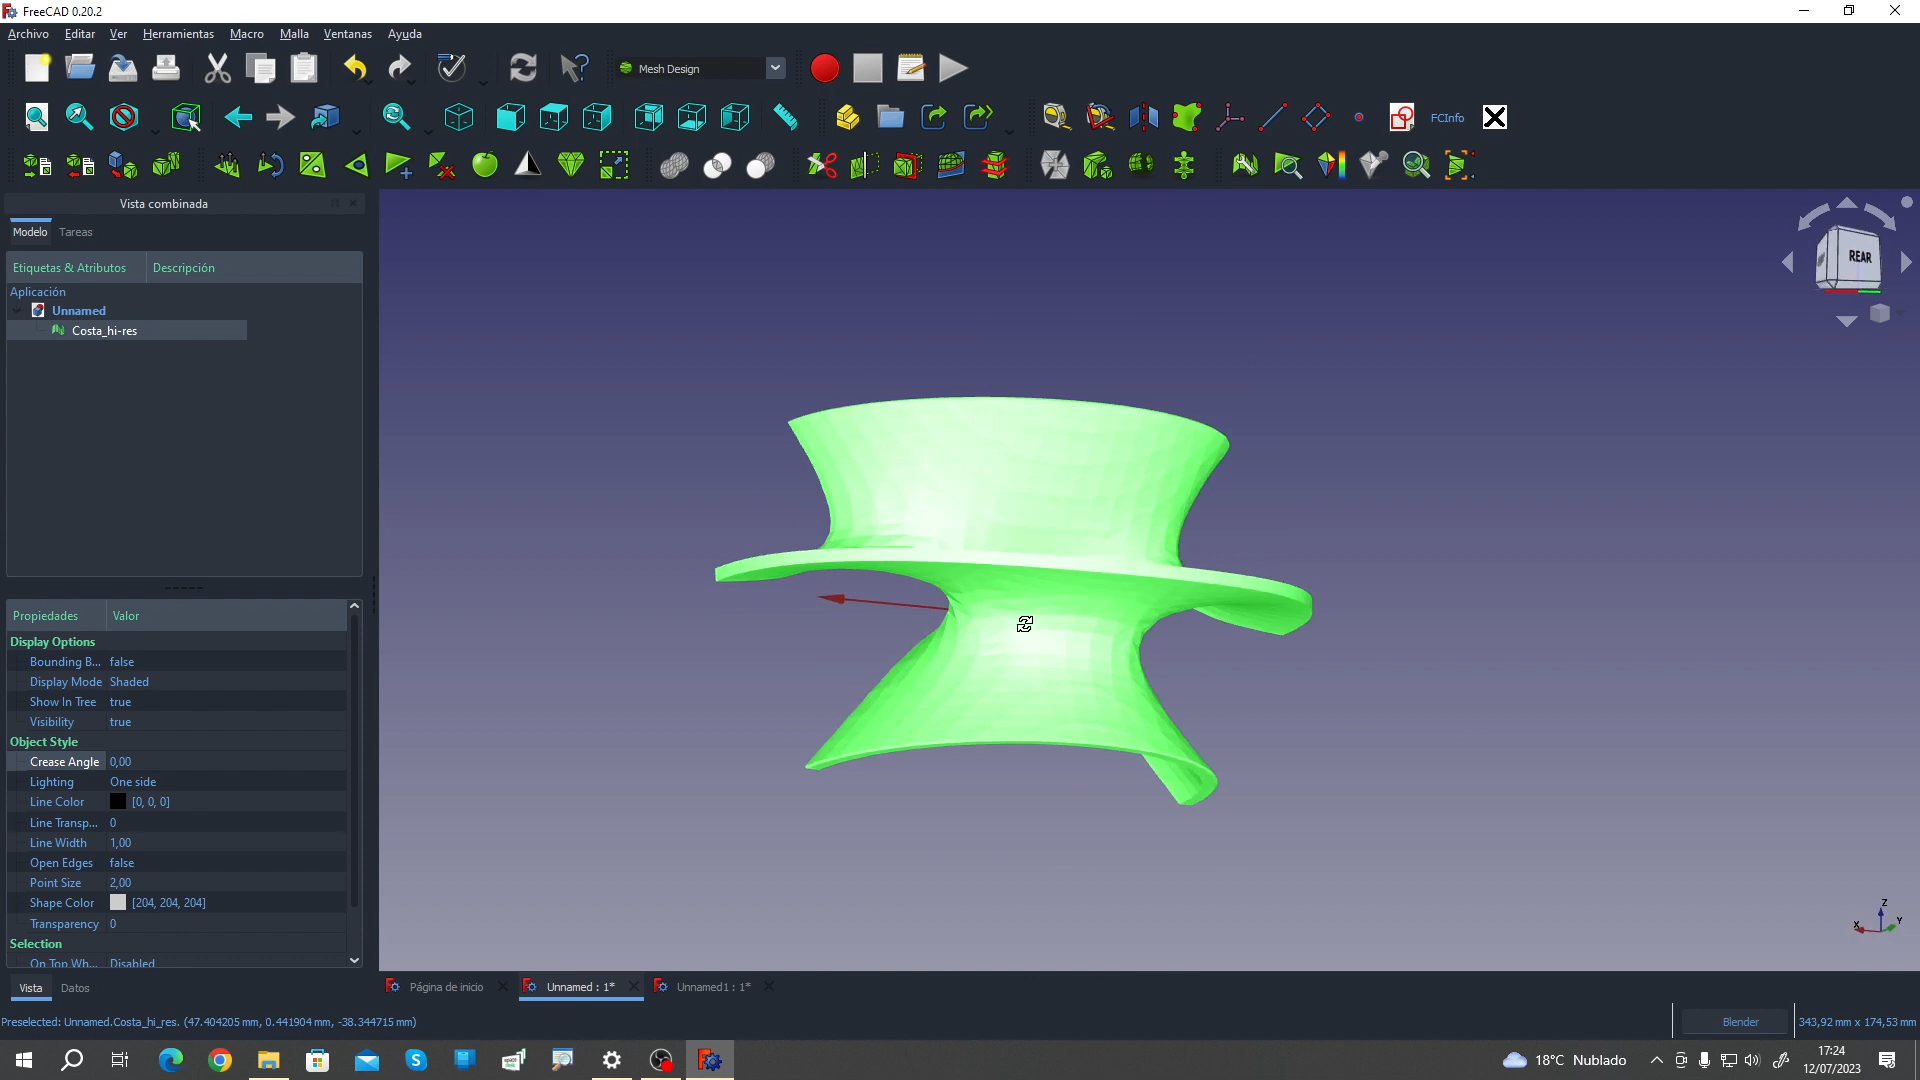 FreeCAD 0.20.2
Archivo Editar Ver Herramientas Macro Malla Ventanas Ayuda
Mesh Design
FCInfo
Vista combinada
Modelo Tareas
Etiquetas & Atributos Descripción
Aplicación
Unnamed
Costa_hi-res
REAR
Propiedades Valor
Display Options
Bounding B... false
Display Mode Shaded
Show In Tree true
Visibility true
Object Style
Crease Angle 0,00
Lighting One side
Line Color [0, 0, 0]
Line Transp... 0
Line Width 1,00
Open Edges false
Point Size 2,00
Shape Color [204, 204, 204]
Transparency 0
Selection
On Top Wh... Disabled
Z
X Y
Vista Datos
Página de inicio Unnamed : 1* Unnamed1 : 1*
Preselected: Unnamed.Costa_hi_res. (47.404205 mm, 0.441904 mm, -38.344715 mm)
Blender 343,92 mm x 174,53 mm
18°C Nublado
17:24
12/07/2023